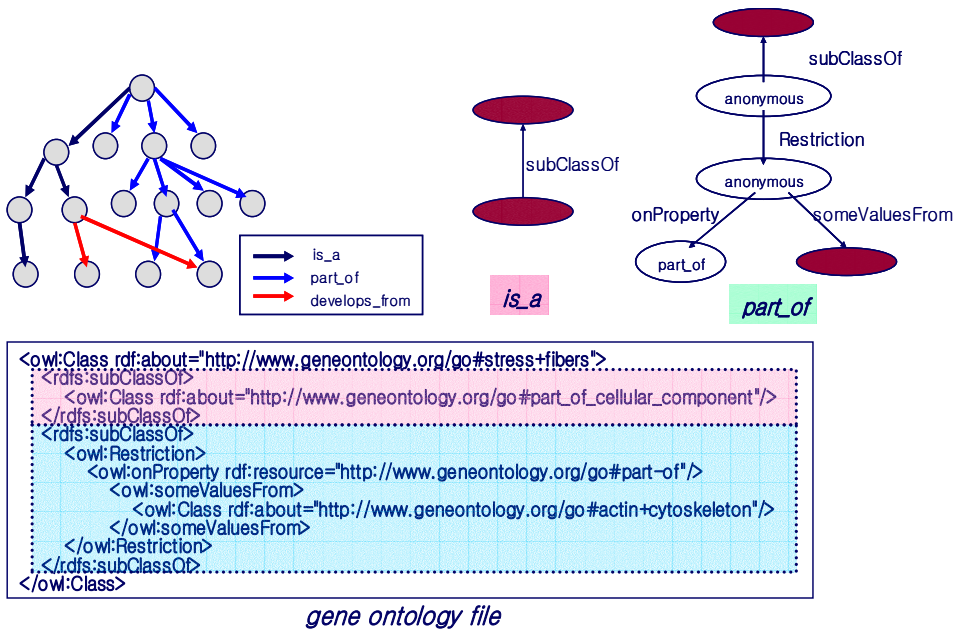 subClassOf
anonymous
Restriction
anonymous
subClassOf
onProperty
someValuesFrom
part_of
is_a
part_of
develops_from
is_a
part_of
<owl:Class rdf:about="http://www.geneontology.org/go#stress+fibers">
<rdfs:subClassOf>
<owl:Class rdf:about="http://www.geneontology.org/go#part_of_cellular_component"/>
</rdfs:subClassOf>
<rdfs:subClassOf>
<owl:Restriction>
<owl:onProperty rdf:resource="http://www.geneontology.org/go#part-of"/>
<owl:someValuesFrom>
<owl:Class rdf:about="http://www.geneontology.org/go#actin+cytoskeleton"/>
</owl:someValuesFrom>
</owl:Restriction>
</rdfs:subClassOf>
</owl:Class>
gene ontology file